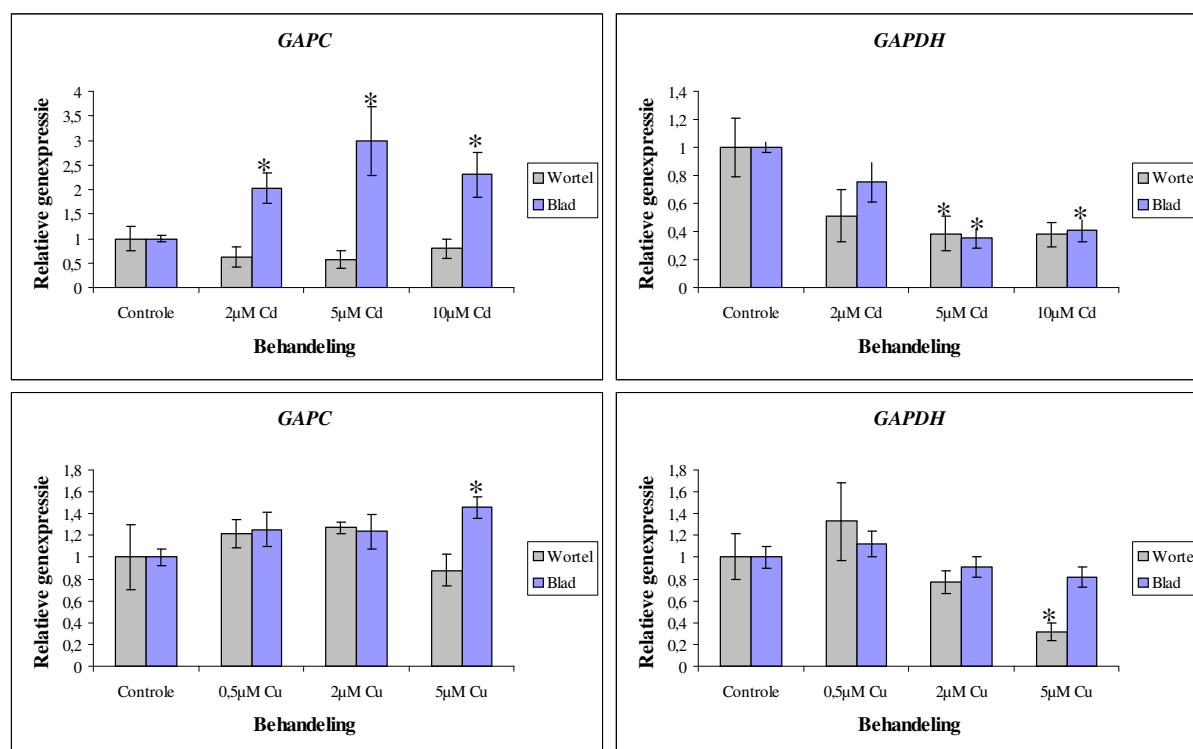 GAPC
Relatieve genexpressie
4
3,5
3
2,5
2
1,5
1
0,5
0
*
*
*
Controle 2µM Cd 5µM Cd 10µM Cd
Behandeling
Wortel
Blad
GAPDH
Relatieve genexpressie
1,4
1,2
1
0,8
0,6
0,4
0,2
0
* *
*
Controle 2µM Cd 5µM Cd 10µM Cd
Behandeling
Wortel
Blad
GAPC
Relatieve genexpressie
1,8
1,6
1,4
1,2
1
0,8
0,6
0,4
0,2
0
*
Controle 0,5µM Cu 2µM Cu 5µM Cu
Behandeling
Wortel
Blad
GAPDH
Relatieve genexpressie
1,8
1,6
1,4
1,2
1
0,8
0,6
0,4
0,2
0
*
Controle 0,5µM Cu 2µM Cu 5µM Cu
Behandeling
Wortel
Blad